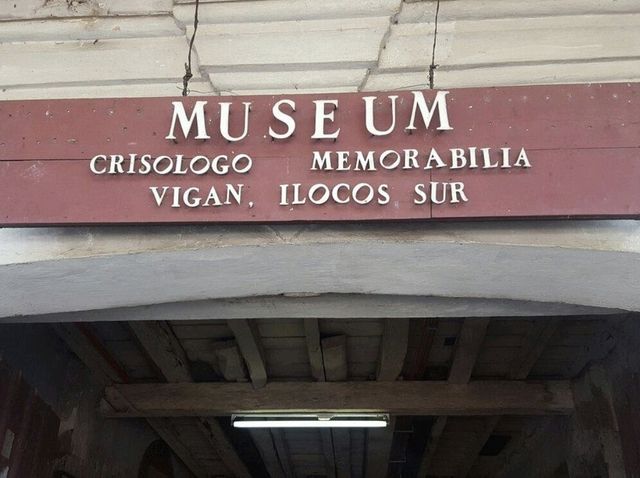 MUSEUM
CRISOLOGO MEMORABILIA
VIGAN, ILOCOS SUR